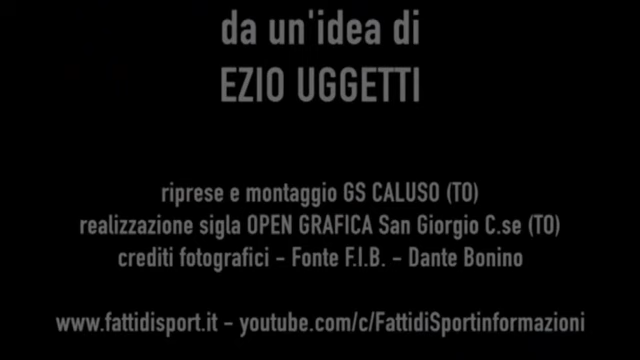 da un'idea di
EZIO UGGETTI
riprese e montaggio GS CALUSO (TO)
realizzazione sigla OPEN GRAFICA San Giorgio C.se (TO)
crediti fotografici - Fonte F.I.B. - Dante Bonino
www.fattidisport.it - youtube.com/c/FattidiSportinformazioni